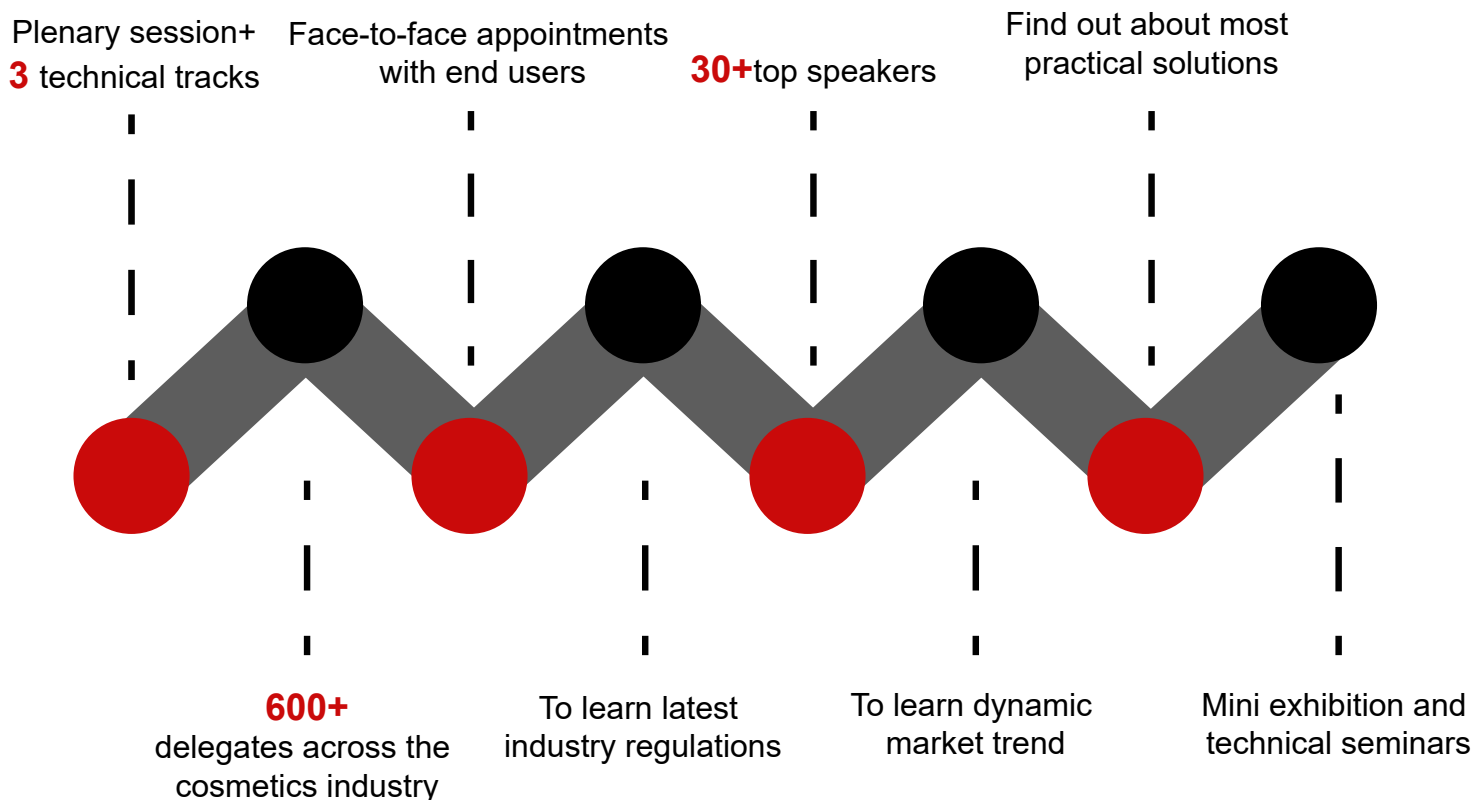 Plenary session+
3 technical tracks
Face-to-face appointments
with end users
30+top speakers
Find out about most
practical solutions
600+
delegates across the
cosmetics industry
To learn latest
industry regulations
To learn dynamic
market trend
Mini exhibition and
technical seminars